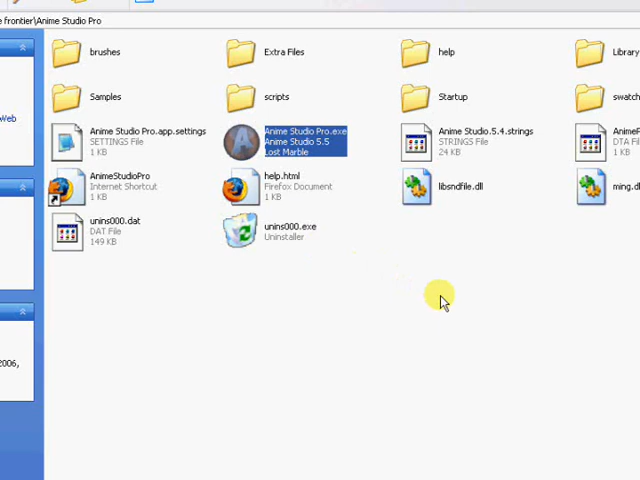 e frontier\Anime Studio Pro
brushes
Extra Files
help
Library
Samples
scripts
Startup
swatch
Anime Studio Pro.app.settings
SETTINGS File
1 KB
Anime Studio Pro.exe
Anime Studio 5.5
Lost Marble
Anime Studio.5.4.strings
STRINGS File
24 KB
AnimeP
DTA File
1 KB
AnimeStudioPro
Internet Shortcut
1 KB
help.html
Firefox Document
1 KB
libsndfile.dll
ming.dl
unins000.dat
DAT File
149 KB
unins000.exe
Uninstaller
Web
2006,